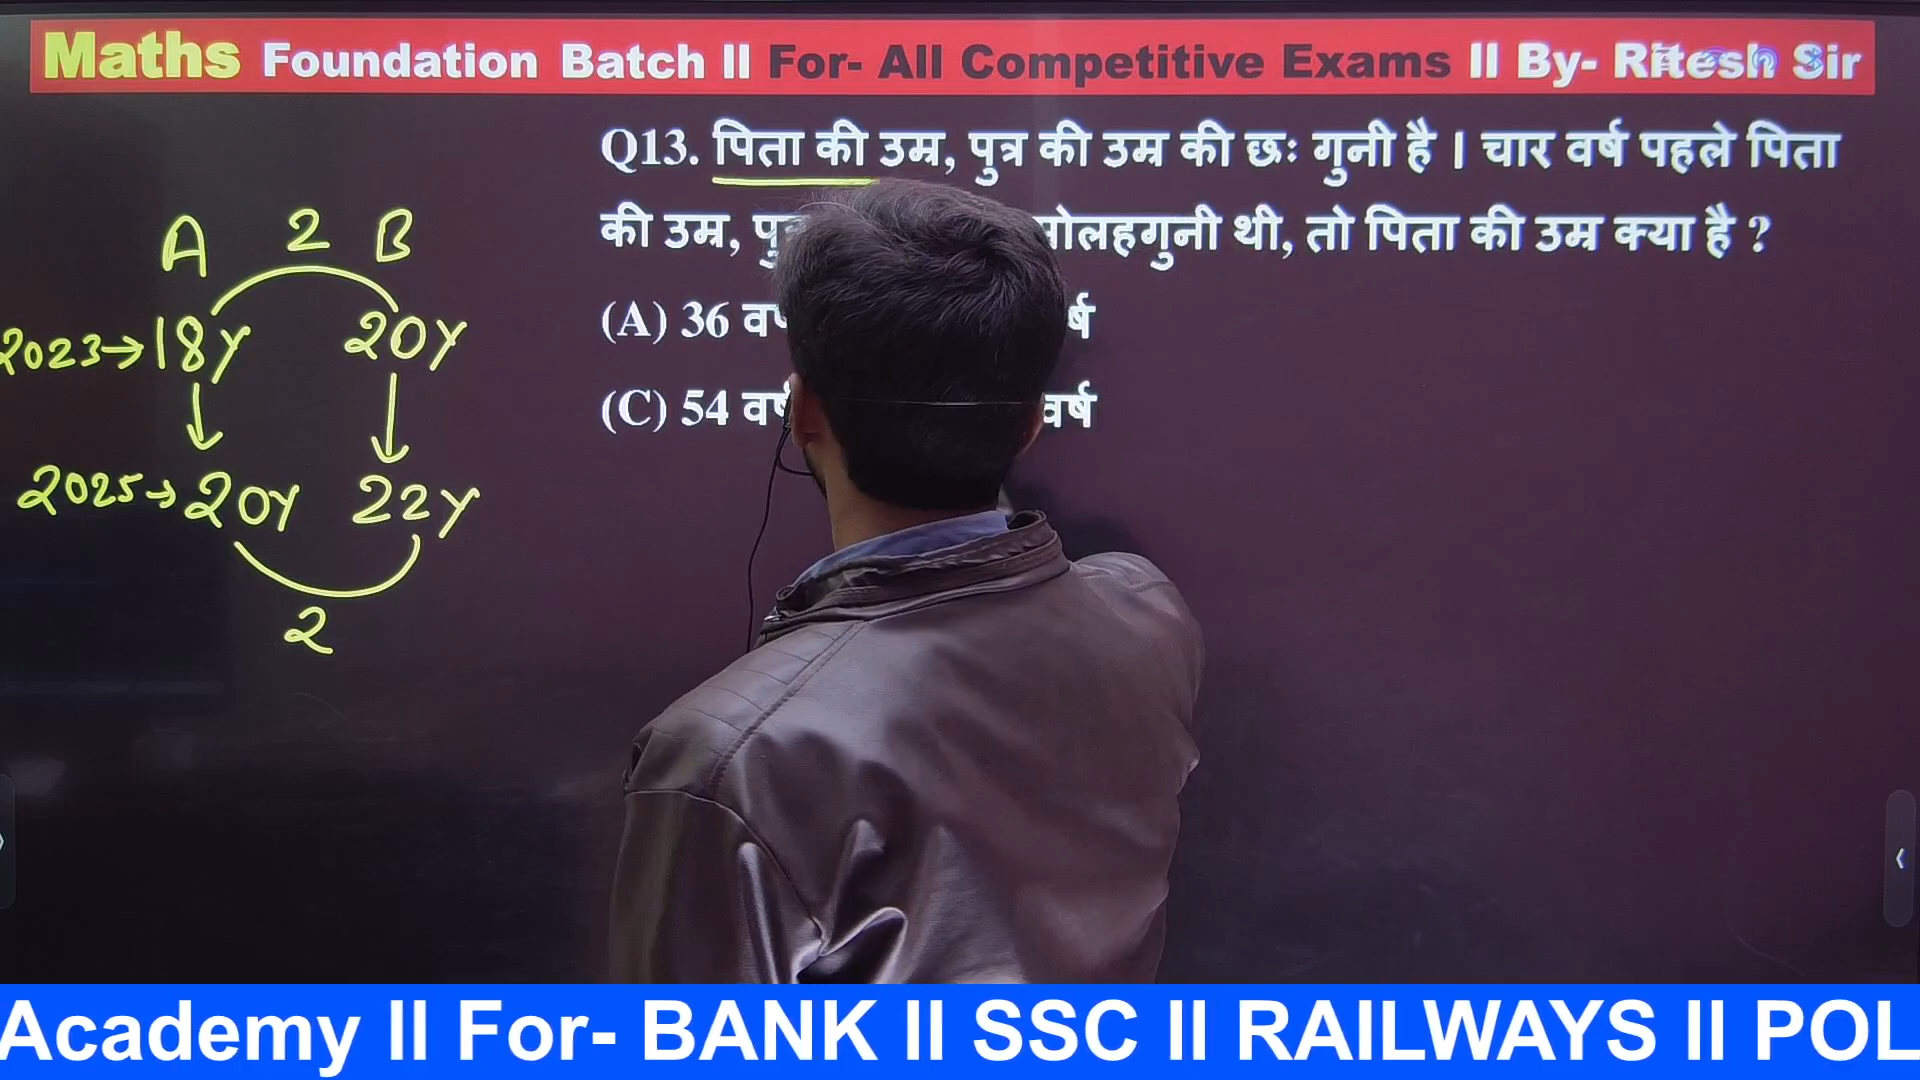 Maths Foundation Batch II For- All Competitive Exams II By- Ritesh Sir
Q13. पिता की उम्र, पुत्र की उम्र की छः गुनी है । चार वर्ष पहले पिता
की उम्र, सोलहगुनी थी, तो पिता की उम्र क्या है ?
(A) 36
(C) 54 वर्ष वर्ष
A 2 B
2023→ 18y 20y
2025→ 20y 22y
2
Academy II For- BANK II SSC II RAILWAYS II POL